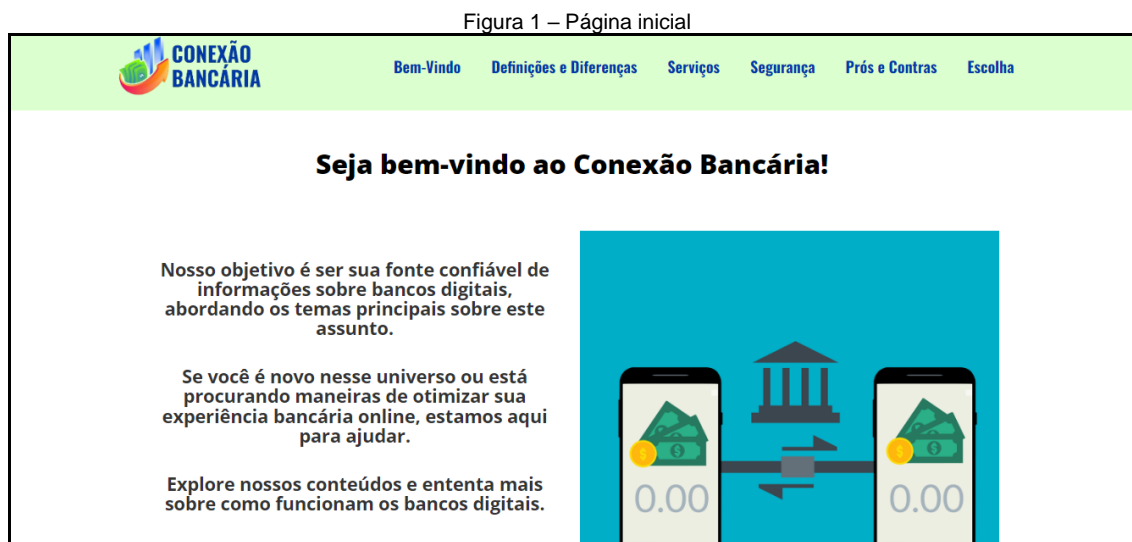 Figura 1 – Página inicial
CONEXÃO
BANCÁRIA
Bem-Vindo Definições e Diferenças Serviços Segurança Prós e Contras Escolha
Seja bem-vindo ao Conexão Bancária!
Nosso objetivo é ser sua fonte confiável de
informações sobre bancos digitais,
abordando os temas principais sobre este
assunto.
Se você é novo nesse universo ou está
procurando maneiras de otimizar sua
experiência bancária online, estamos aqui
para ajudar.
Explore nossos conteúdos e ententa mais
sobre como funcionam os bancos digitais.
$ $
0.00
$ $
0.00